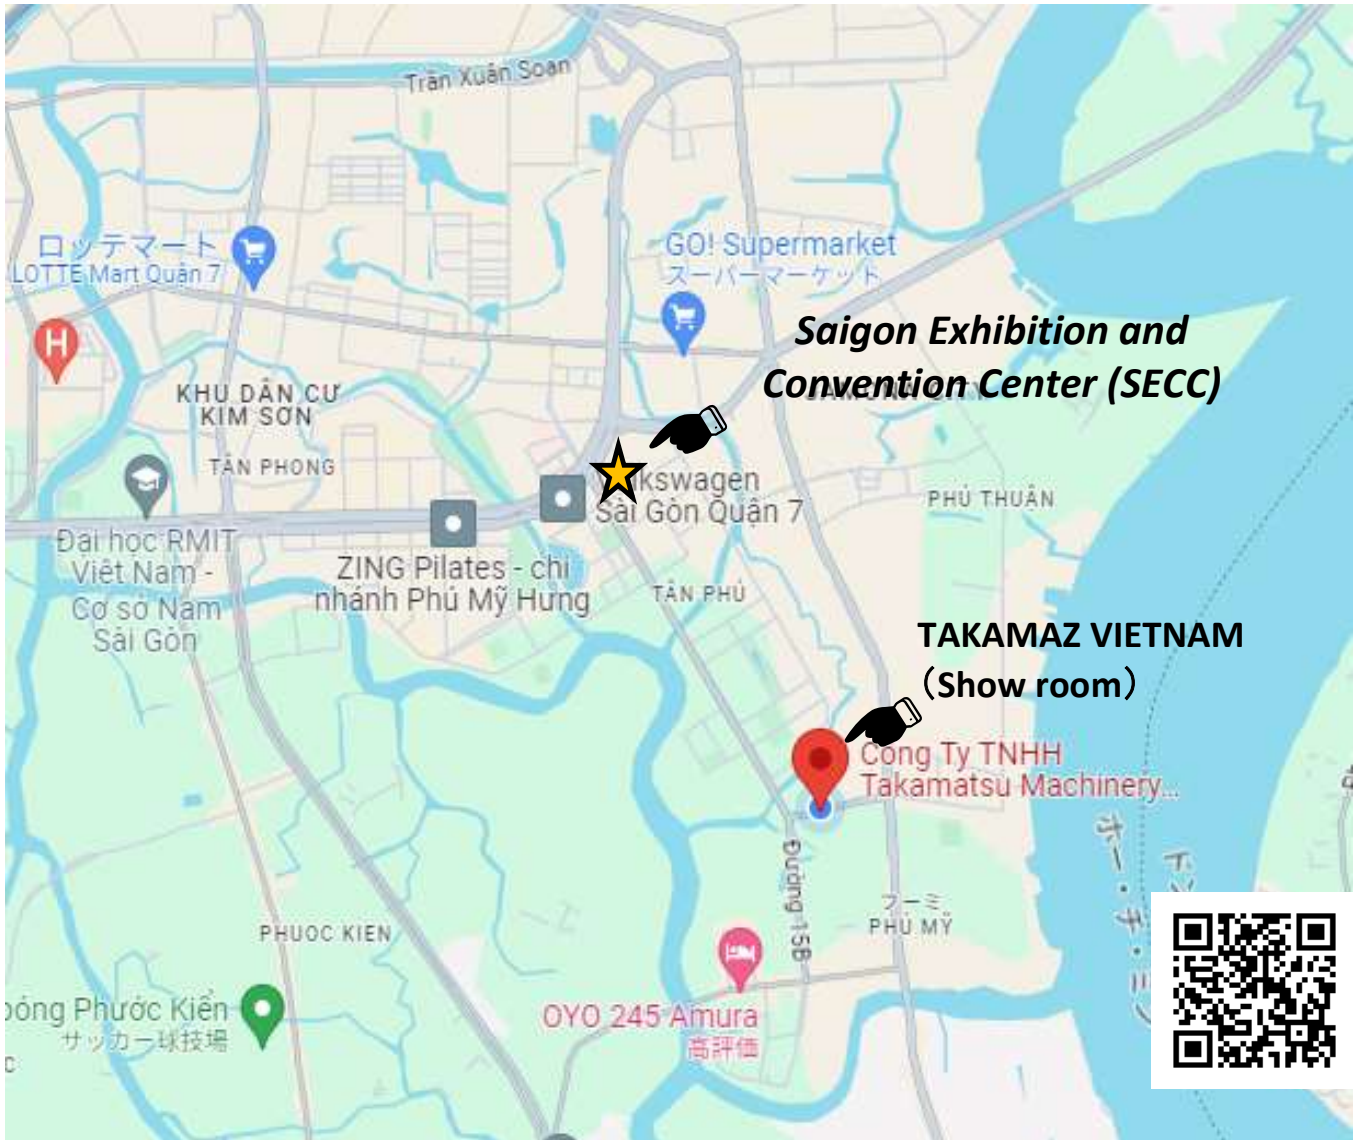 Trần Xuân Soạn
ロッテマート
LOTTE Mart Quận 7
GO! Supermarket
スーパーマーケット
H
Saigon Exhibition and
Convention Center (SECC)
KHU DÂN CƯ
KIM SƠN
TÂN PHONG
kswagen
Sài Gòn Quận 7
PHÚ THUẬN
Đại học RMIT
Việt Nam -
Cơ sở Nam
Sài Gòn
ZING Pilates - chi
nhánh Phú Mỹ Hưng
TÂN PHÚ
TAKAMAZ VIETNAM
（Show room）
Công Ty TNHH
Takamatsu Machinery...
Đường 15B
ホー・チ・ミン
フーミ
PHÚ MỸ
PHUOC KIEN
óng Phước Kiển
サッカー球技場
OYO 245 Amura
高評価